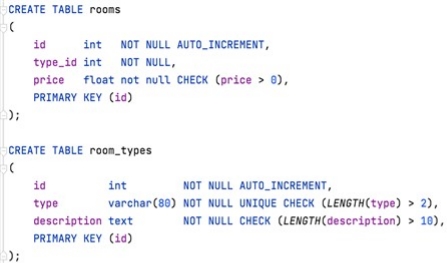 CREATE TABLE rooms
(
    id      int   NOT NULL AUTO_INCREMENT,
    type_id int   NOT NULL,
    price   float not null CHECK (price > 0),
    PRIMARY KEY (id)
);
CREATE TABLE room_types
(
    id          int         NOT NULL AUTO_INCREMENT,
    type        varchar(80) NOT NULL UNIQUE CHECK (LENGTH(type) > 2),
    description text        NOT NULL CHECK (LENGTH(description) > 10),
    PRIMARY KEY (id)
);